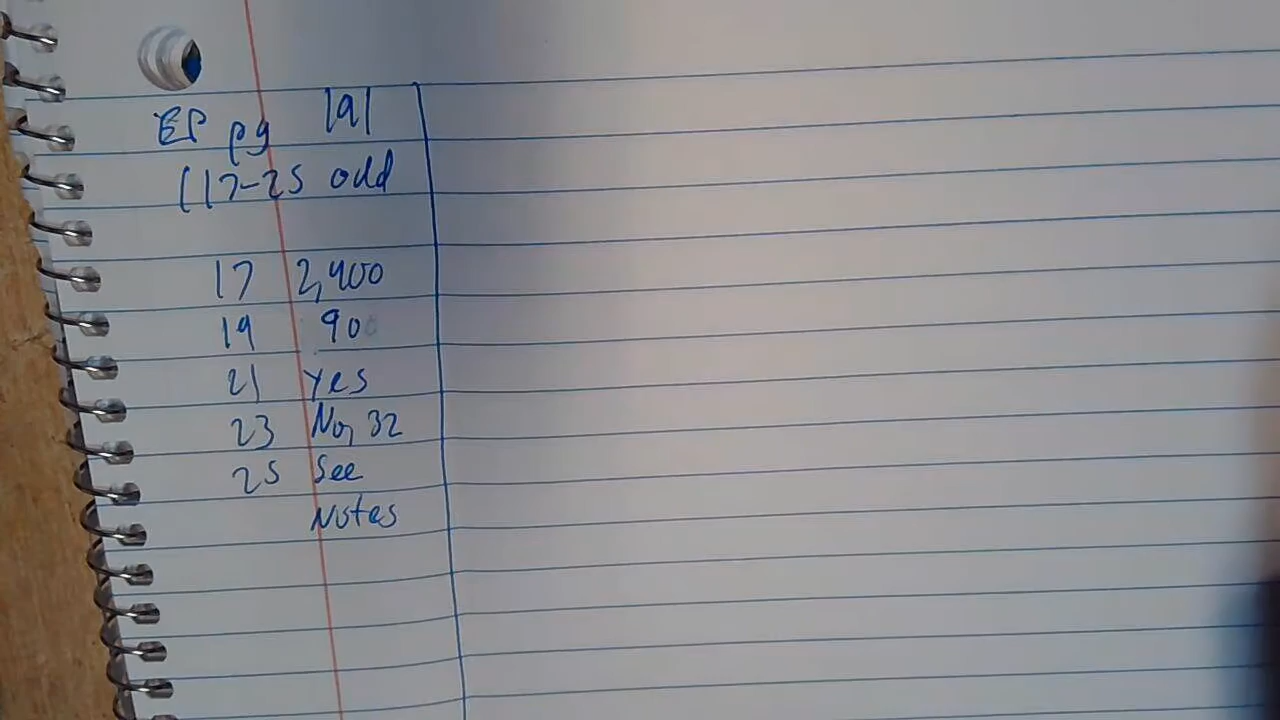 EP pg 191
(17-25 odd
17 2,400
19 900
21 yes
23 No, 32
25 See
Notes